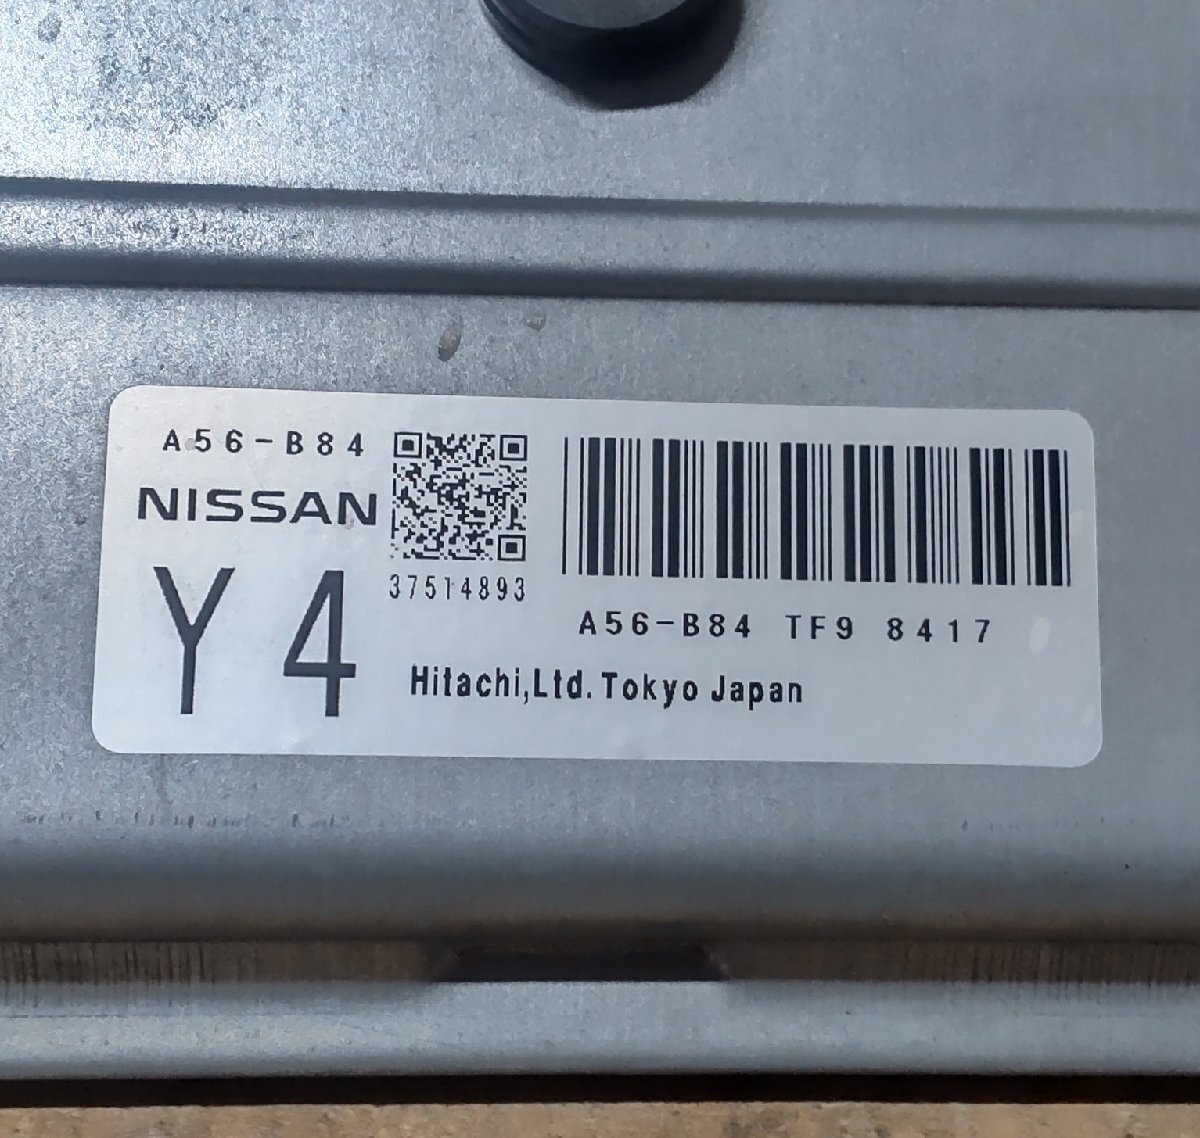 A56-B84
NISSAN
Y4
37514893
A56-B84 TF9 8417
Hitachi,Ltd. Tokyo Japan